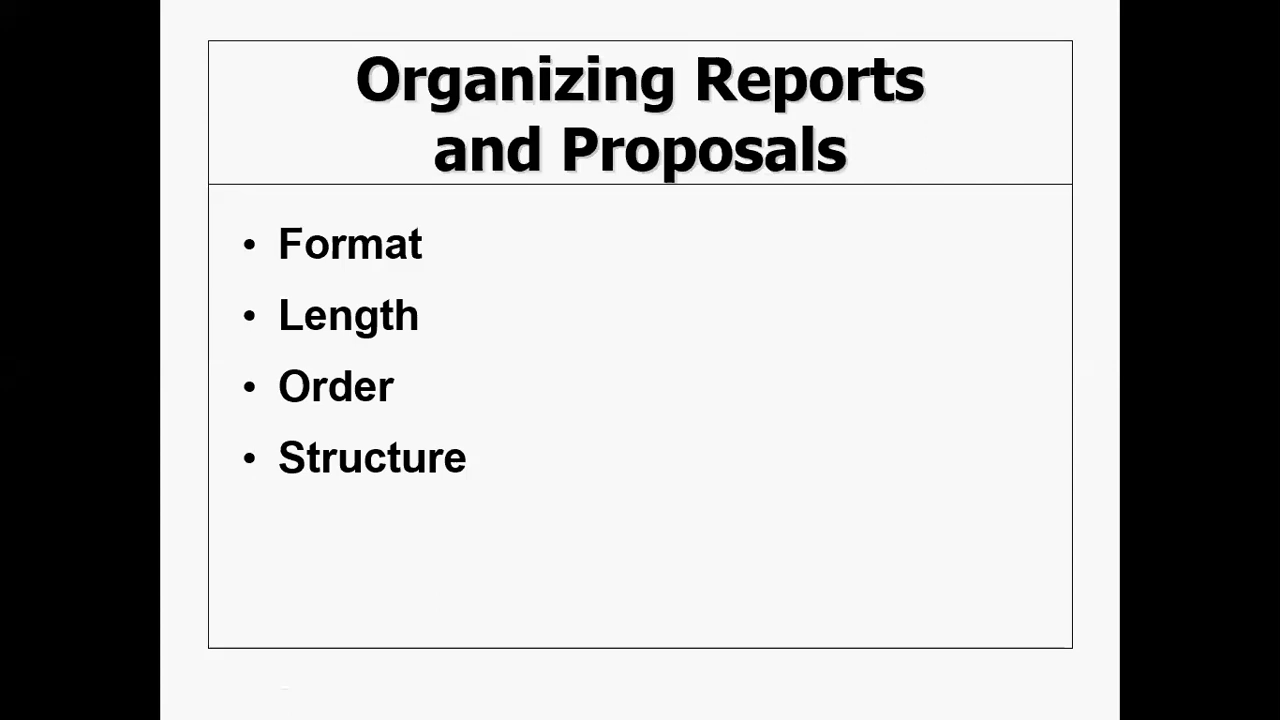 Organizing Reports
and Proposals
• Format
• Length
• Order
• Structure